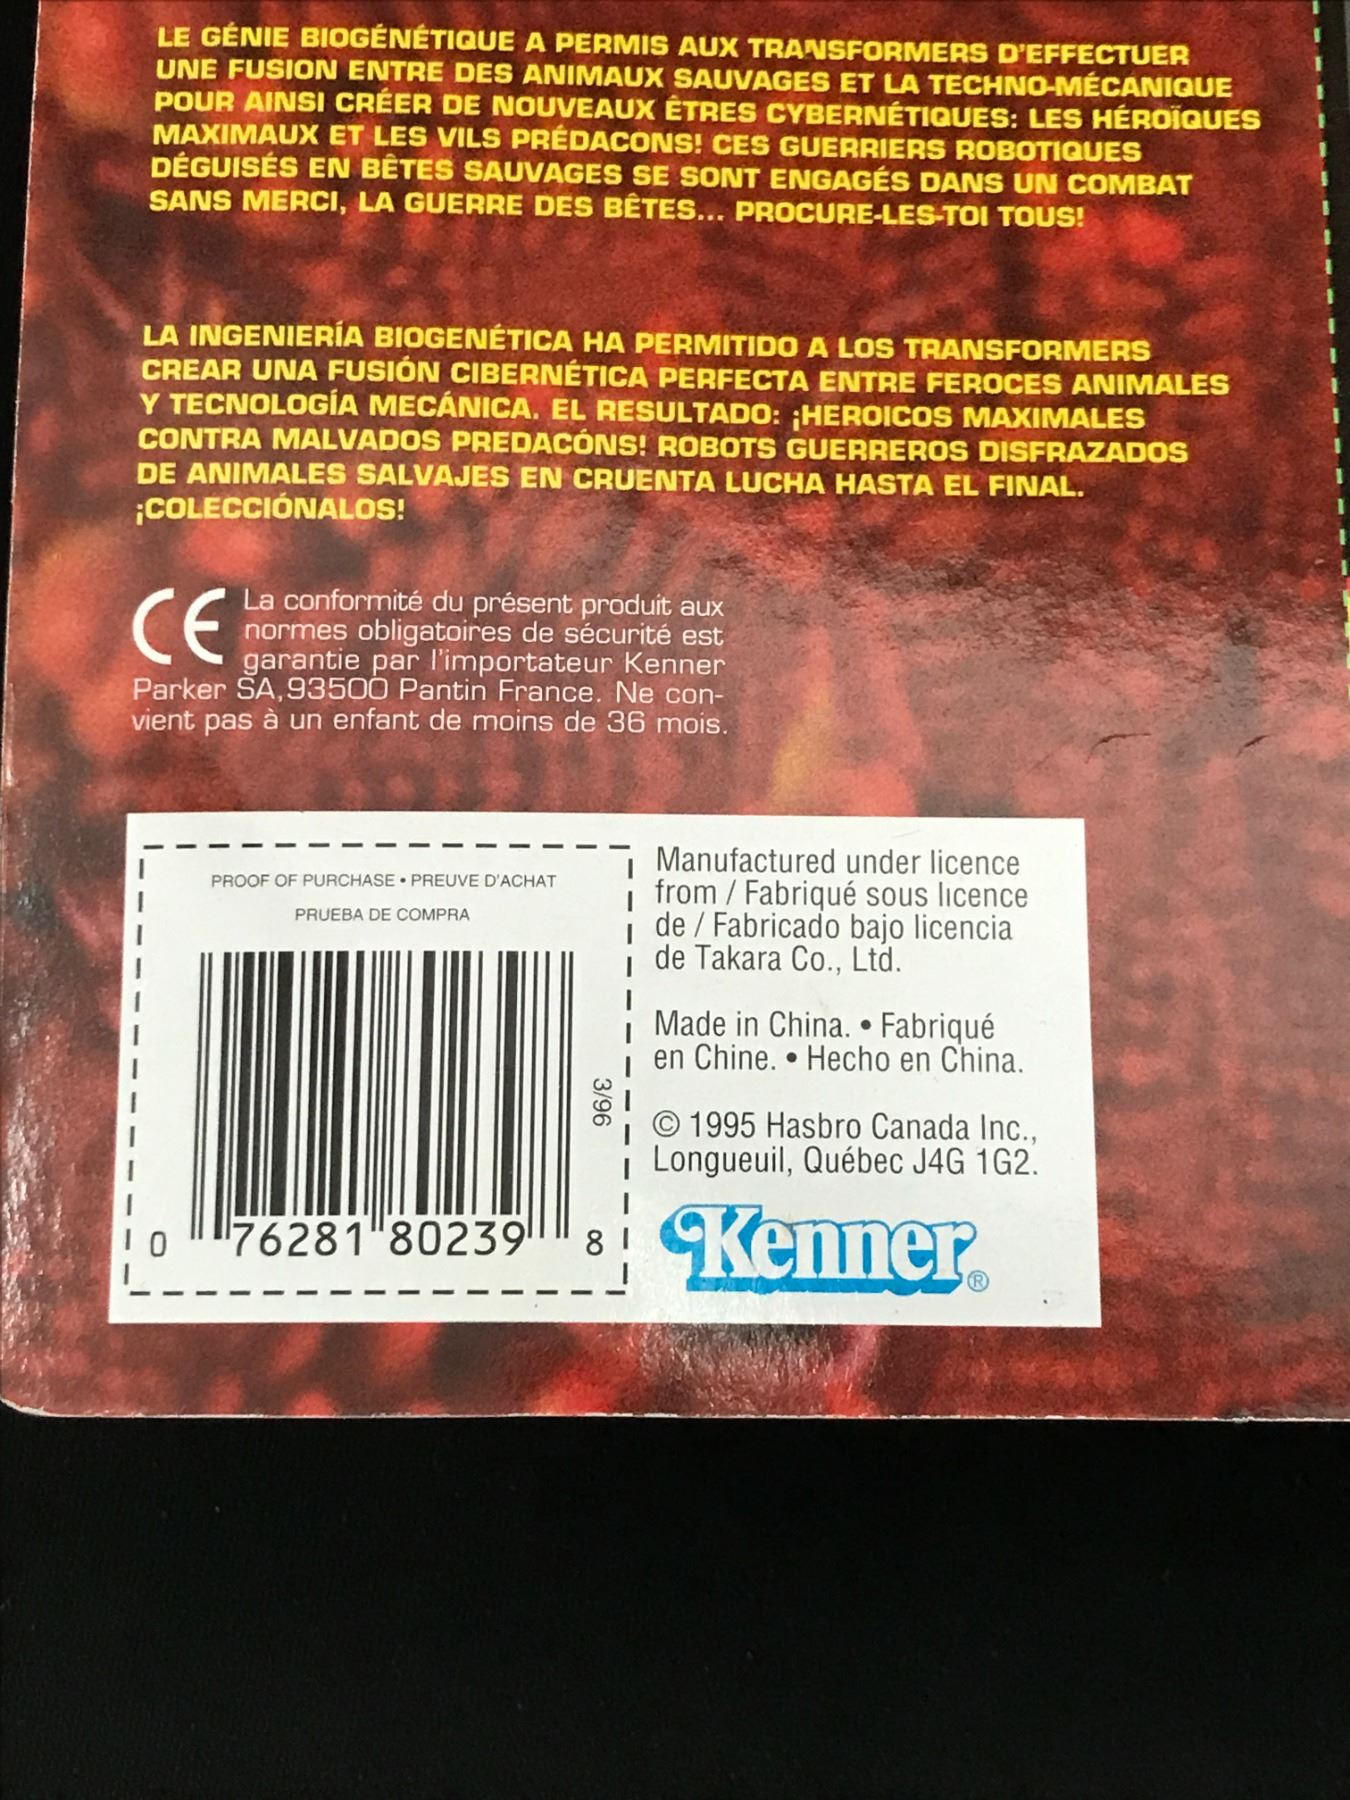 LE GÉNIE BIOGÉNÉTIQUE A PERMIS AUX TRANSFORMERS D'EFFECTUER
UNE FUSION ENTRE DES ANIMAUX SAUVAGES ET LA TECHNO-MÉCANIQUE
POUR AINSI CRÉER DE NOUVEAUX ÊTRES CYBERNÉTIQUES: LES HÉROÏQUES
MAXIMAUX ET LES VILS PRÉDACONS! CES GUERRIERS ROBOTIQUES
DÉGUISÉS EN BÊTES SAUVAGES SE SONT ENGAGÉS DANS UN COMBAT
SANS MERCI, LA GUERRE DES BÊTES... PROCURE-LES-TOI TOUS!
LA INGENIERÍA BIOGENÉTICA HA PERMITIDO A LOS TRANSFORMERS
CREAR UNA FUSIÓN CIBERNÉTICA PERFECTA ENTRE FEROCES ANIMALES
Y TECNOLOGÍA MECÁNICA. EL RESULTADO: ¡HEROICOS MAXIMALES
CONTRA MALVADOS PREDACÓNS! ROBOTS GUERREROS DISFRAZADOS
DE ANIMALES SALVAJES EN CRUENTA LUCHA HASTA EL FINAL.
¡COLECCIÓNALOS!
CE La conformité du présent produit aux
normes obligatoires de sécurité est
garantie par l'importateur Kenner
Parker SA,93500 Pantin France. Ne con-
vient pas à un enfant de moins de 36 mois.
PROOF OF PURCHASE • PREUVE D'ACHAT
PRUEBA DE COMPRA
3/96
0 76281 80239 8
Manufactured under licence
from / Fabriqué sous licence
de / Fabricado bajo licencia
de Takara Co., Ltd.
Made in China. • Fabriqué
en Chine. • Hecho en China.
© 1995 Hasbro Canada Inc.,
Longueuil, Québec J4G 1G2.
Kenner®